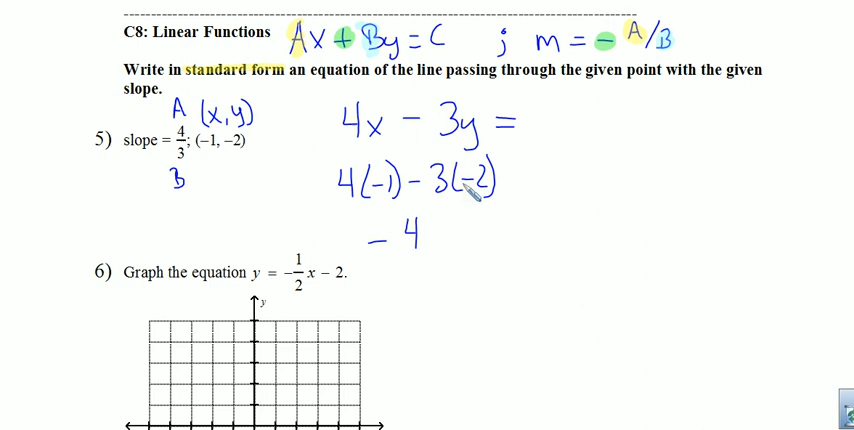 C8: Linear Functions Ax + By = C ; m = - A/B
Write in standard form an equation of the line passing through the given point with the given
slope.
A (x, y) 4x - 3y =
5) slope = 4/3; (−1, −2)
B 4(-1) - 3(-2)
- 4
6) Graph the equation y = −1/2 x − 2.
y